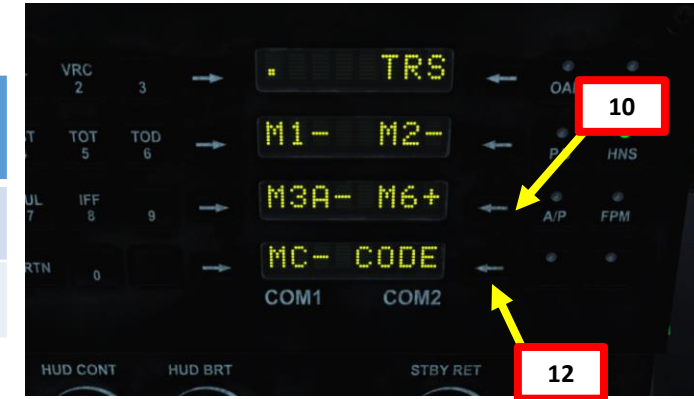 VRC
2 3
. TRS
OA
10
TOT TOD
5 6
M1- M2-
HNS
UL IFF
7 8 9
M3A- M6+
A/P FPM
RTN 0
MC- CODE
COM1 COM2
HUD CONT HUD BRT STBY RET
12